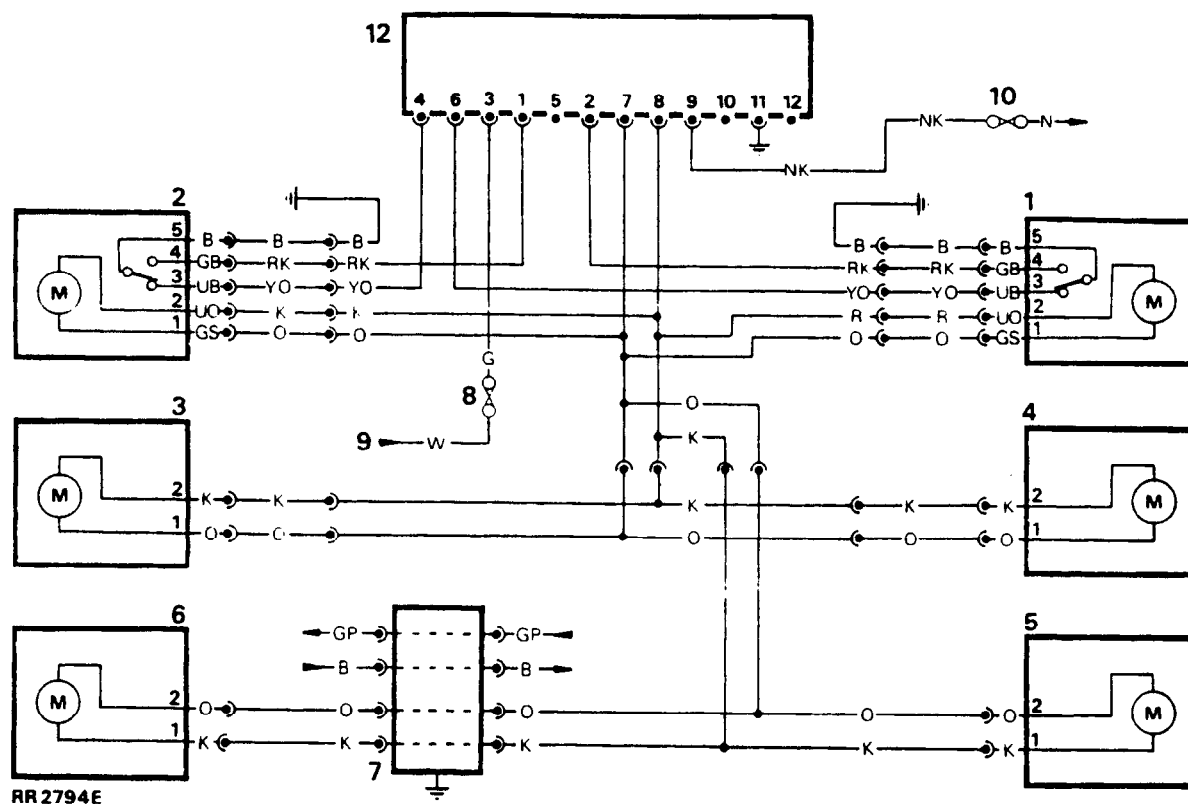 12
4 6 3 1 5 2 7 8 9 10 11 12
10
NK N
NK
2
5 B B B
4 GB RK RK
3 UB YO YO
2 UO K K
1 GS O O
M
1
B B B 5
RK RK GB 4
YO YO UB 3
R R UO 2
O O GS 1
M
G
8
9 W
O
K
3
M
2 K K
1 O O
K K K 2
O O O 1
4
M
6
M
2 O O
1 K K
GP GP
B B
O O O 2
K K K 1
7
5
M
RR2794E